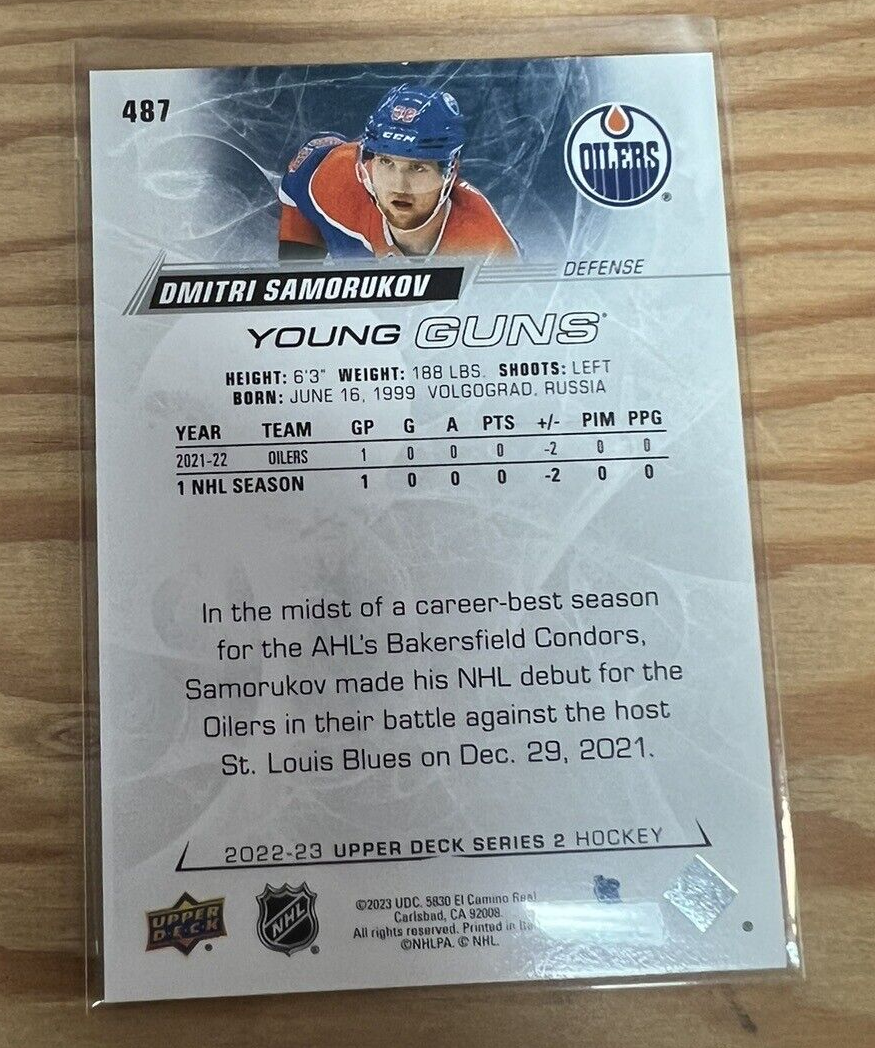 487
CCM
OILERS
DEFENSE
DMITRI SAMORUKOV
YOUNG GUNS
HEIGHT: 6'3" WEIGHT: 188 LBS. SHOOTS: LEFT
BORN: JUNE 16, 1999 VOLGOGRAD, RUSSIA
YEAR TEAM GP G A PTS +/- PIM PPG
2021-22 OILERS 1 0 0 0 -2 0 0
1 NHL SEASON 1 0 0 0 -2 0 0
In the midst of a career-best season
for the AHL's Bakersfield Condors,
Samorukov made his NHL debut for the
Oilers in their battle against the host
St. Louis Blues on Dec. 29, 2021.
2022-23 UPPER DECK SERIES 2 HOCKEY
UPPER
DECK
NHL
©2023 UDC. 5830 El Camino Real
Carlsbad, CA 92008.
All rights reserved. Printed in
©NHLPA. © NHL.